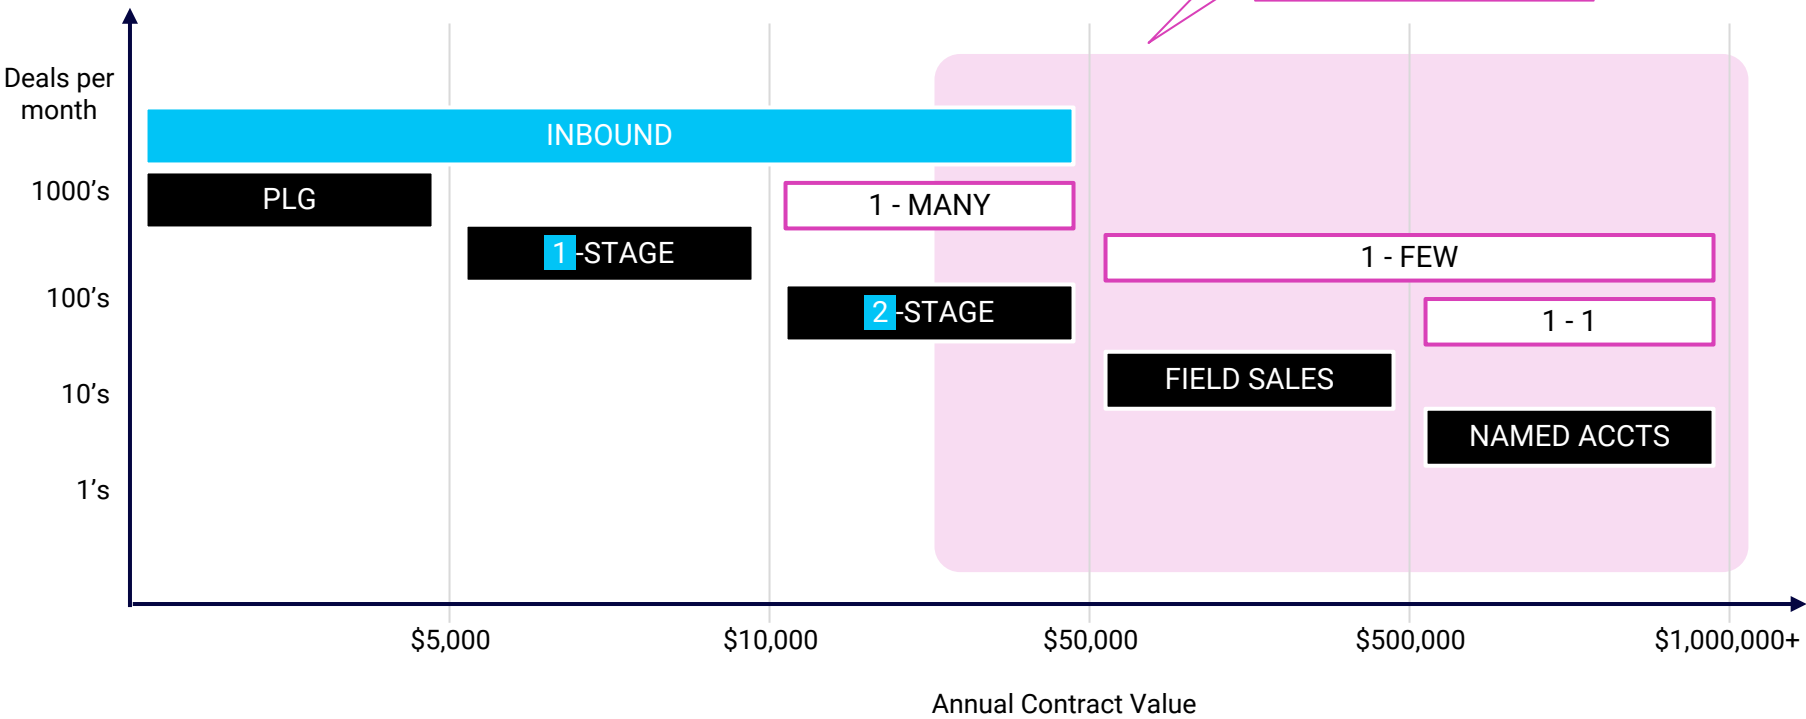 Deals per
month
INBOUND
1000’s
PLG
1 - MANY
1-STAGE
1 - FEW
100’s
2-STAGE
1 - 1
10’s
FIELD SALES
NAMED ACCTS
1’s
$5,000
$10,000
$50,000
$500,000
$1,000,000+
Annual Contract Value